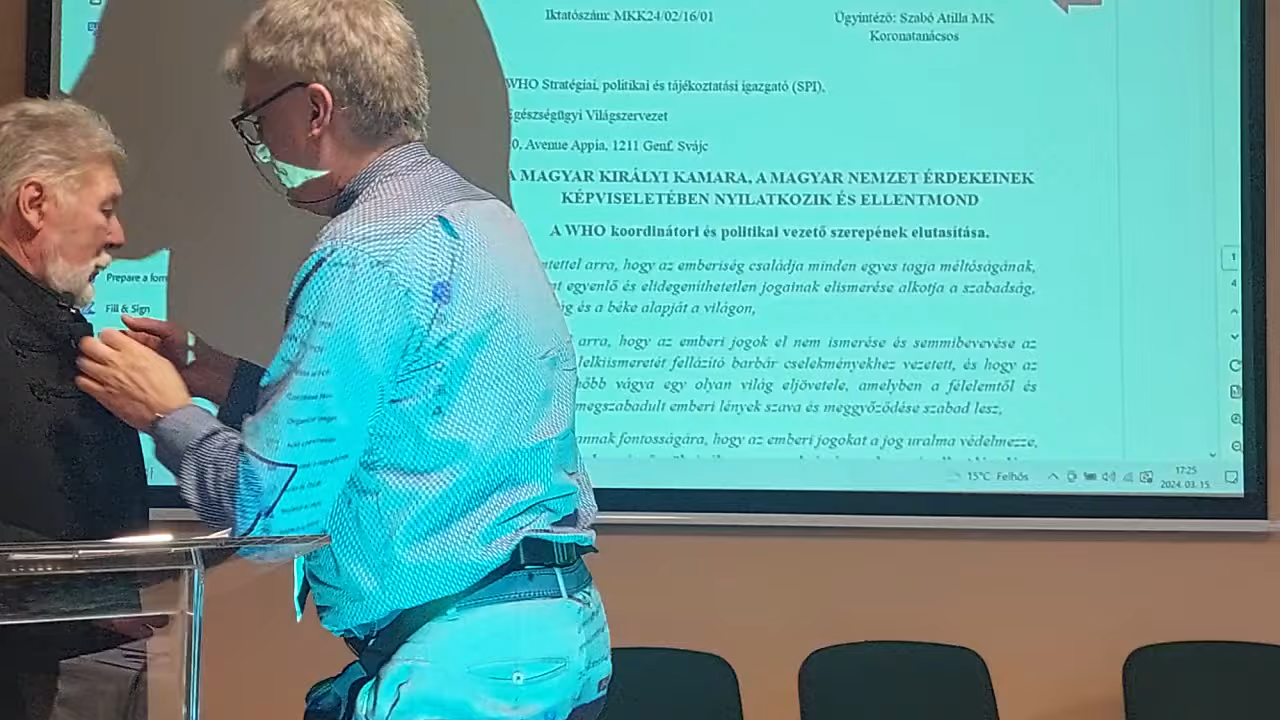 Iktatószám: MKK24/02/16/01
Ügyintéző: Szabó Atilla MK
Koronatanácsos
WHO Stratégiai, politikai és tájékoztatási igazgató (SPI),
Egészségügyi Világszervezet
0, Avenue Appia, 1211 Genf. Svájc
A MAGYAR KIRÁLYI KAMARA, A MAGYAR NEMZET ÉRDEKEINEK
KÉPVISELETÉBEN NYILATKOZIK ÉS ELLENTMOND
A WHO koordinátori és politikai vezető szerepének elutasítása.
arra, hogy az emberiség családja minden egyes tagja méltóságának,
egyenlő és elidegeníthetetlen jogainak elismerése alkotja a szabadság,
és a béke alapját a világon,
arra, hogy az emberi jogok el nem ismerése és semmibevevése az
lelkiismeretét fellázító barbár cselekményekhez vezetett, és hogy az
vágya egy olyan világ eljövetele, amelyben a félelemtől és
megszabadult emberi lények szava és meggyőződése szabad lesz,
annak fontosságára, hogy az emberi jogokat a jog uralma védelmezze,
Prepare a form
Fill & Sign
1
4
15°C Felhős
17:25
2024. 03. 15.